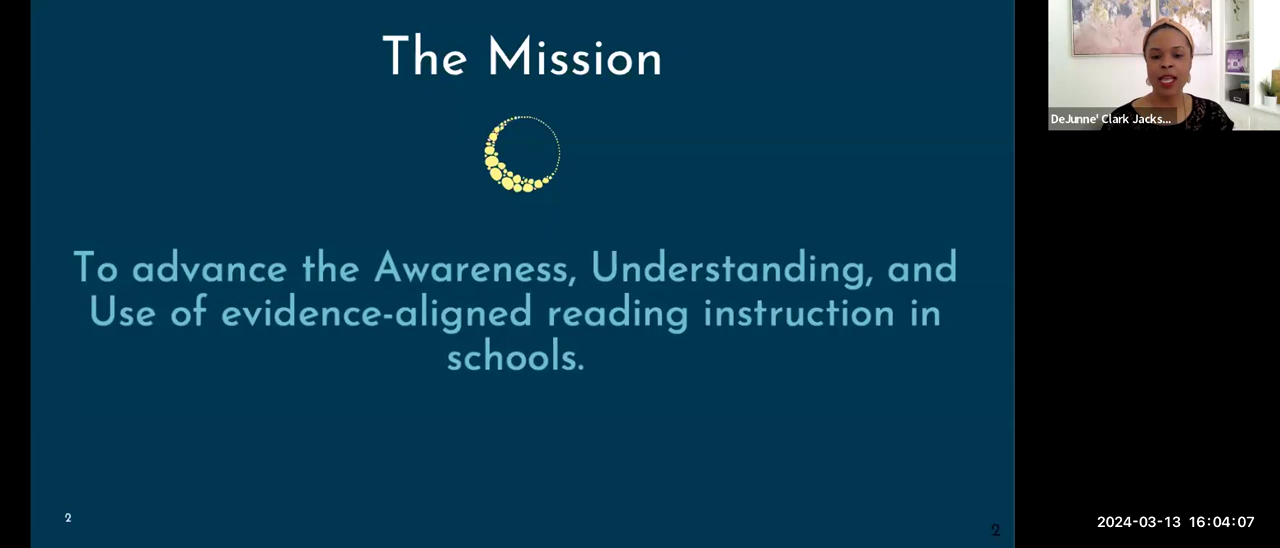 The Mission
To advance the Awareness, Understanding, and
Use of evidence-aligned reading instruction in
schools.
2
2
DeJunne' Clark Jacks...
2024-03-13 16:04:07